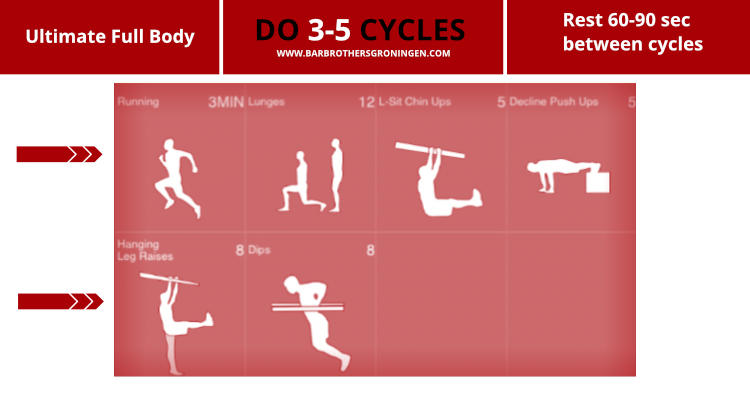 Ultimate Full Body
DO 3-5 CYCLES
WWW.BARBROTHERSGRONINGEN.COM
Rest 60-90 sec
between cycles
Running 3MIN
Lunges 12
L-Sit Chin Ups 5
Decline Push Ups 5
Hanging
Leg Raises 8
Dips 8